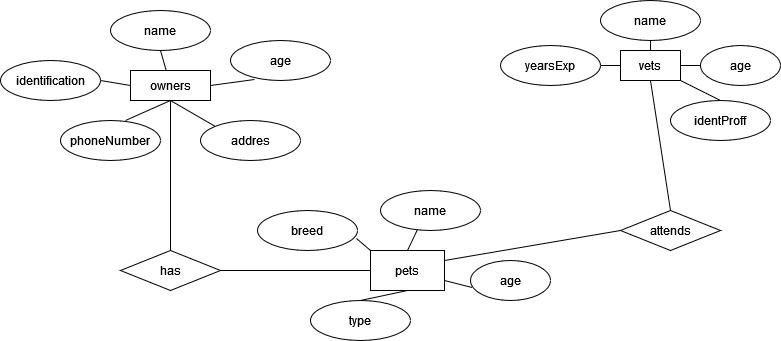 name
name
age
yearsExp
vets
age
identification
owners
identProff
phoneNumber
addres
name
breed
attends
has
pets
age
type